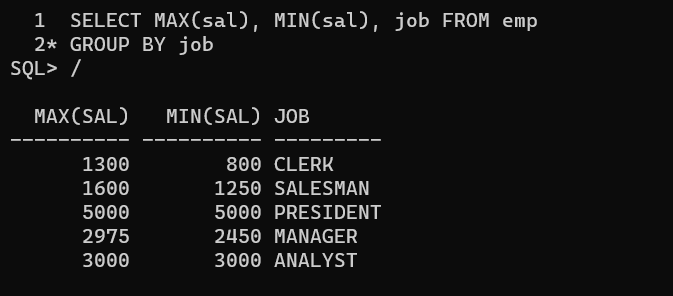 1  SELECT MAX(sal), MIN(sal), job FROM emp
  2* GROUP BY job
SQL> /

  MAX(SAL)   MIN(SAL) JOB
---------- ---------- ---------
      1300        800 CLERK
      1600       1250 SALESMAN
      5000       5000 PRESIDENT
      2975       2450 MANAGER
      3000       3000 ANALYST